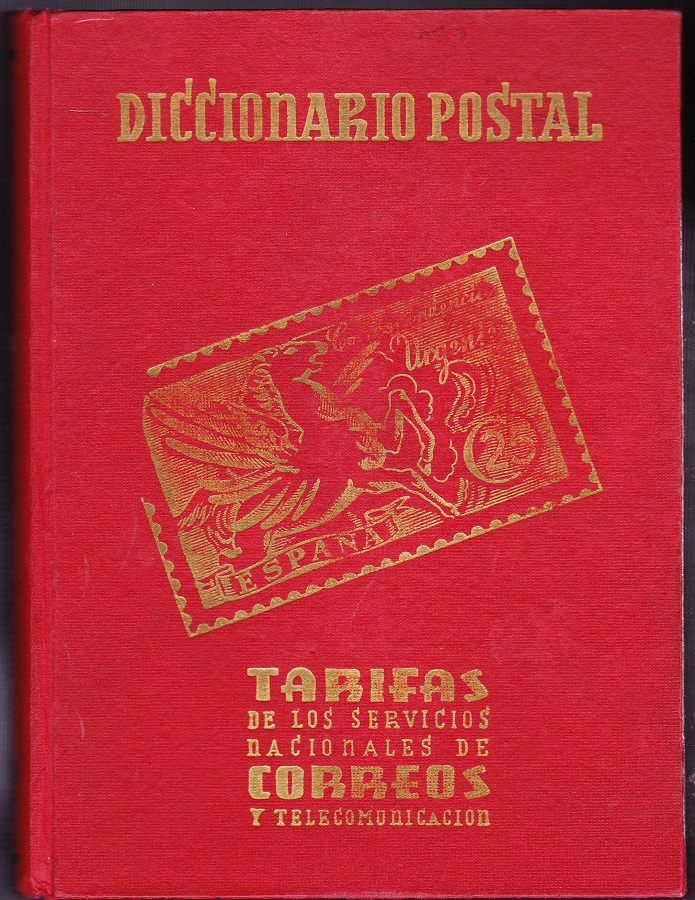 DICCIONARIO POSTAL
Correspondencia
Urgente
25
ESPAÑA
TARIFAS
DE LOS SERVICIOS
NACIONALES DE
CORREOS
Y TELECOMUNICACION